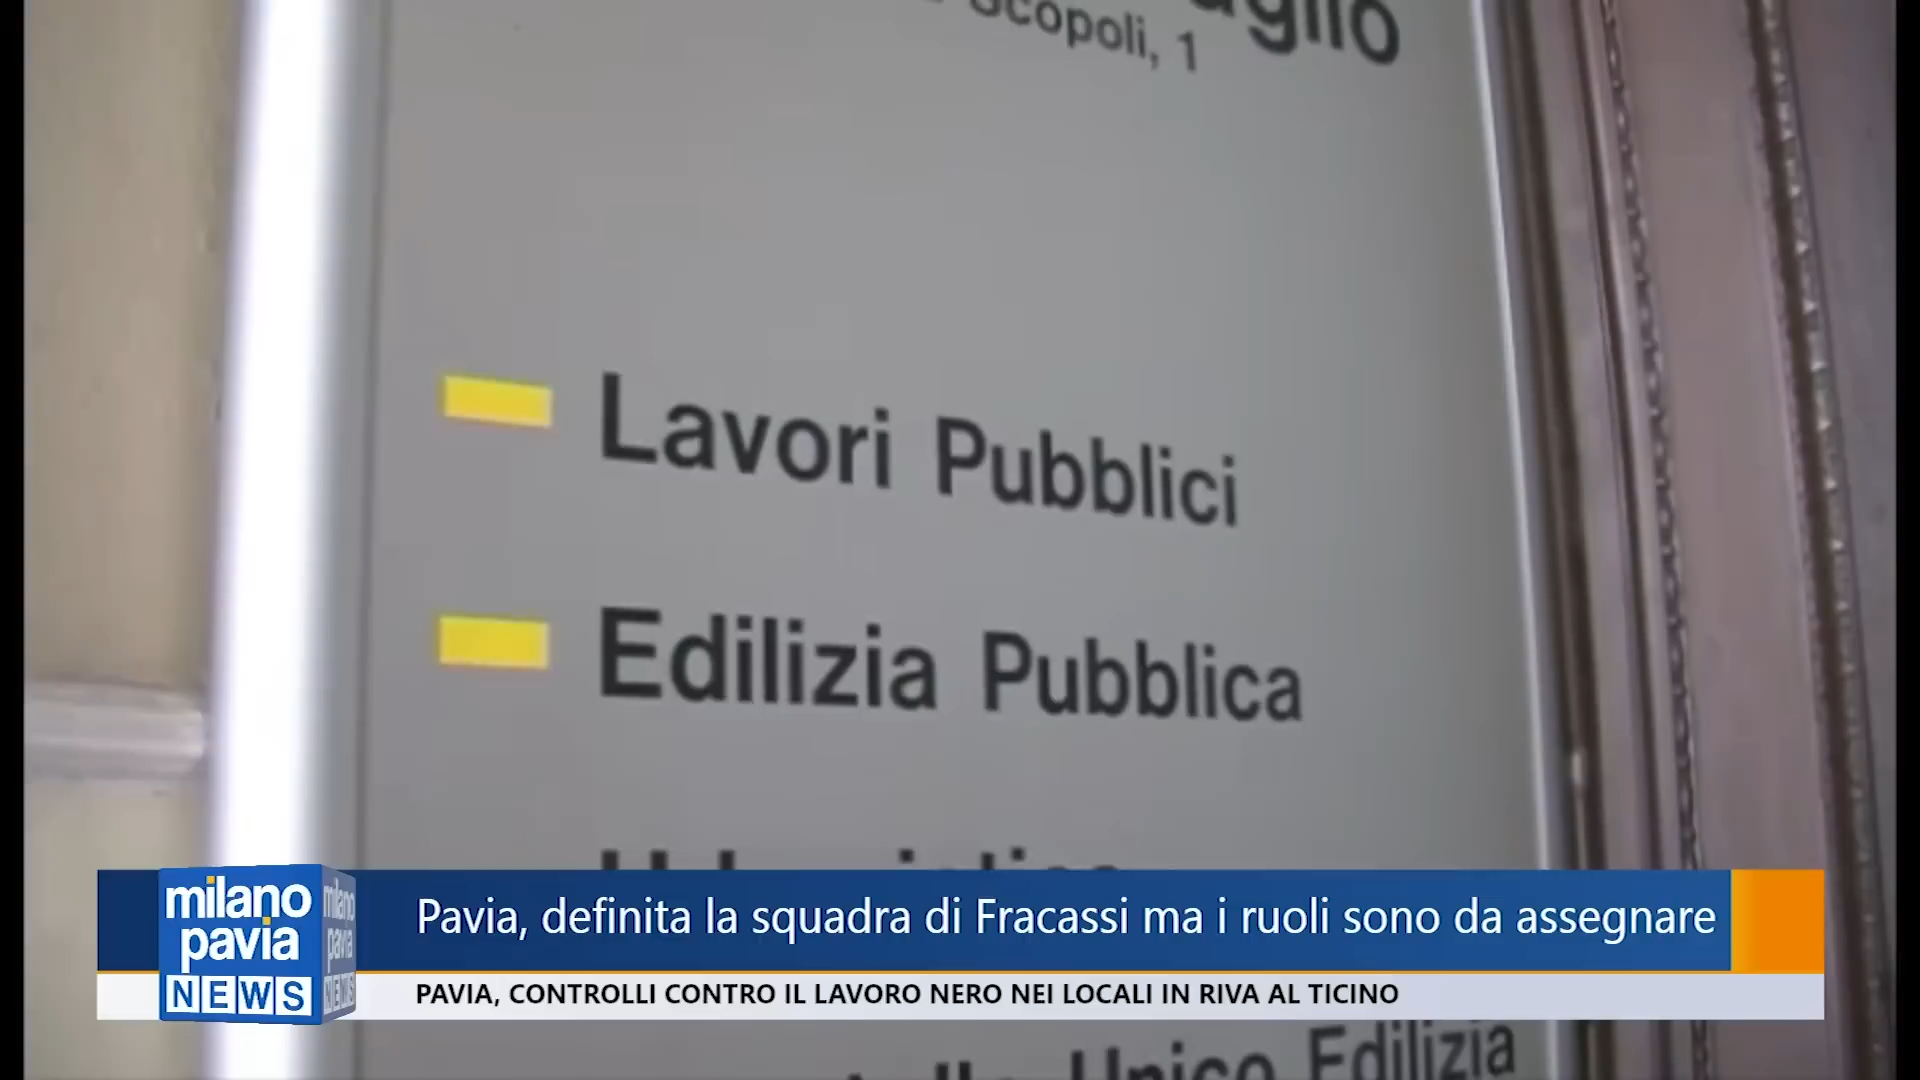 Scopoli, 1
Lavori Pubblici
Edilizia Pubblica
Unico Edilizia
milano
pavia
NEWS
Pavia, definita la squadra di Fracassi ma i ruoli sono da assegnare
PAVIA, CONTROLLI CONTRO IL LAVORO NERO NEI LOCALI IN RIVA AL TICINO